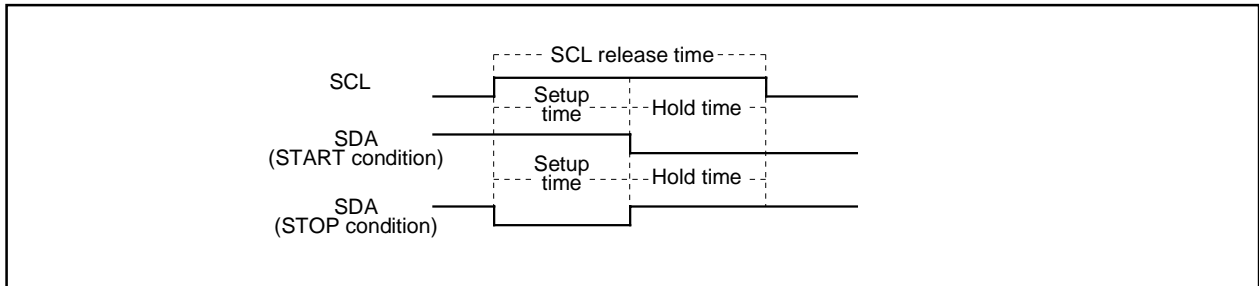 SCL release time
SCL
Setup
time
Hold time
SDA
(START condition)
Setup
time
Hold time
SDA
(STOP condition)